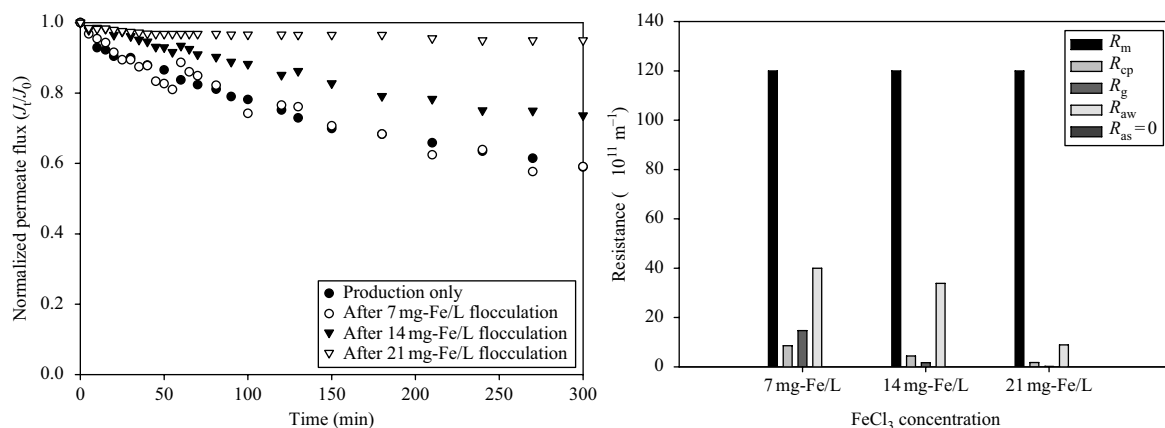 Normalized permeate flux (Jt/J0)
1.0
0.8
0.6
0.4
0.2
0.0
Production only
After 7 mg-Fe/L flocculation
After 14 mg-Fe/L flocculation
After 21 mg-Fe/L flocculation
0 50 100 150 200 250 300
Time (min)
Resistance ( 10¹¹ m⁻¹)
140
120
100
80
60
40
20
0
Rm
Rcp
Rg
Raw
Ras = 0
7 mg-Fe/L 14 mg-Fe/L 21 mg-Fe/L
FeCl₃ concentration